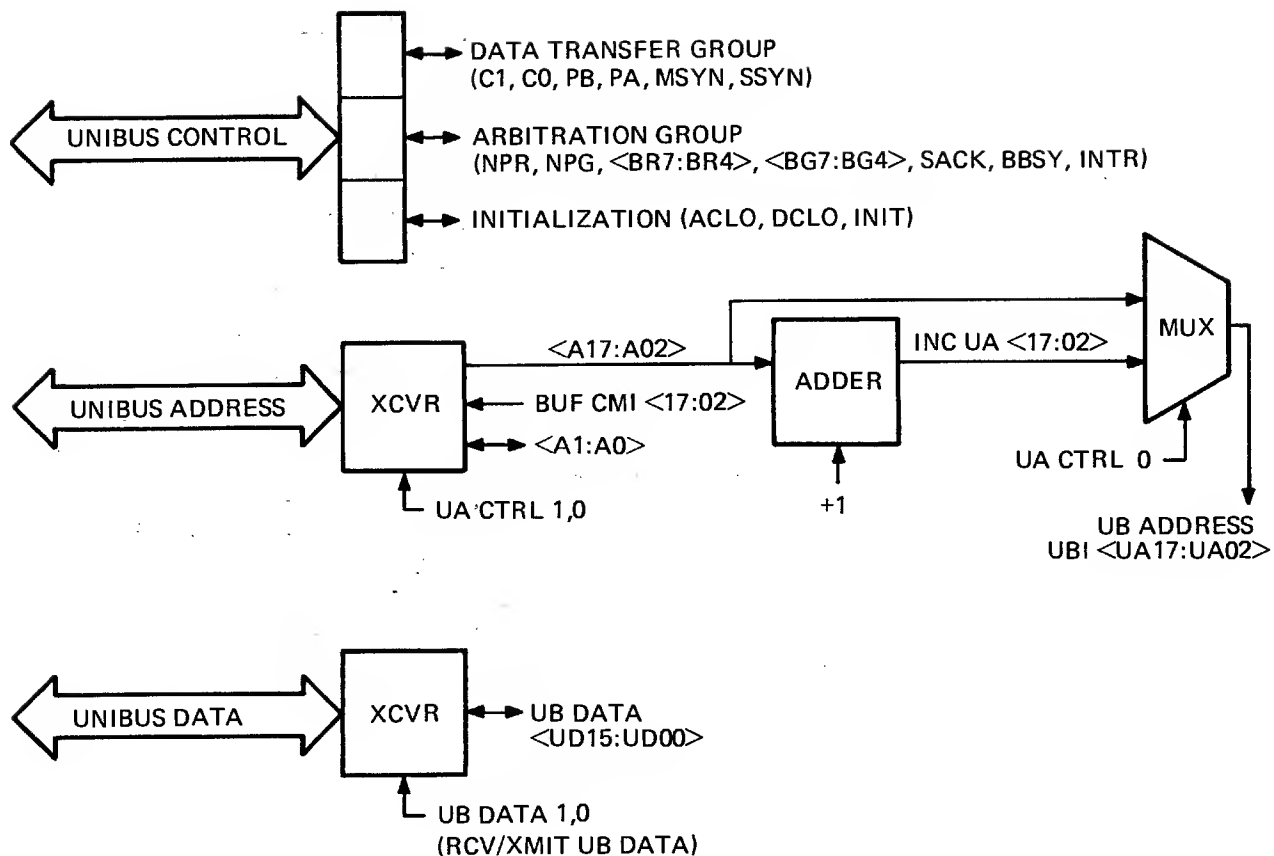 DATA TRANSFER GROUP
(C1, C0, PB, PA, MSYN, SSYN)
UNIBUS CONTROL
ARBITRATION GROUP
(NPR, NPG, <BR7:BR4>, <BG7:BG4>, SACK, BBSY, INTR)
INITIALIZATION (ACLO, DCLO, INIT)
MUX
<A17:A02>
INC UA <17:02>
ADDER
UNIBUS ADDRESS
XCVR
BUF CMI <17:02>
<A1:A0>
UA CTRL 0
UA CTRL 1,0
+1
UB ADDRESS
UBI <UA17:UA02>
UNIBUS DATA
XCVR
UB DATA
<UD15:UD00>
UB DATA 1,0
(RCV/XMIT UB DATA)